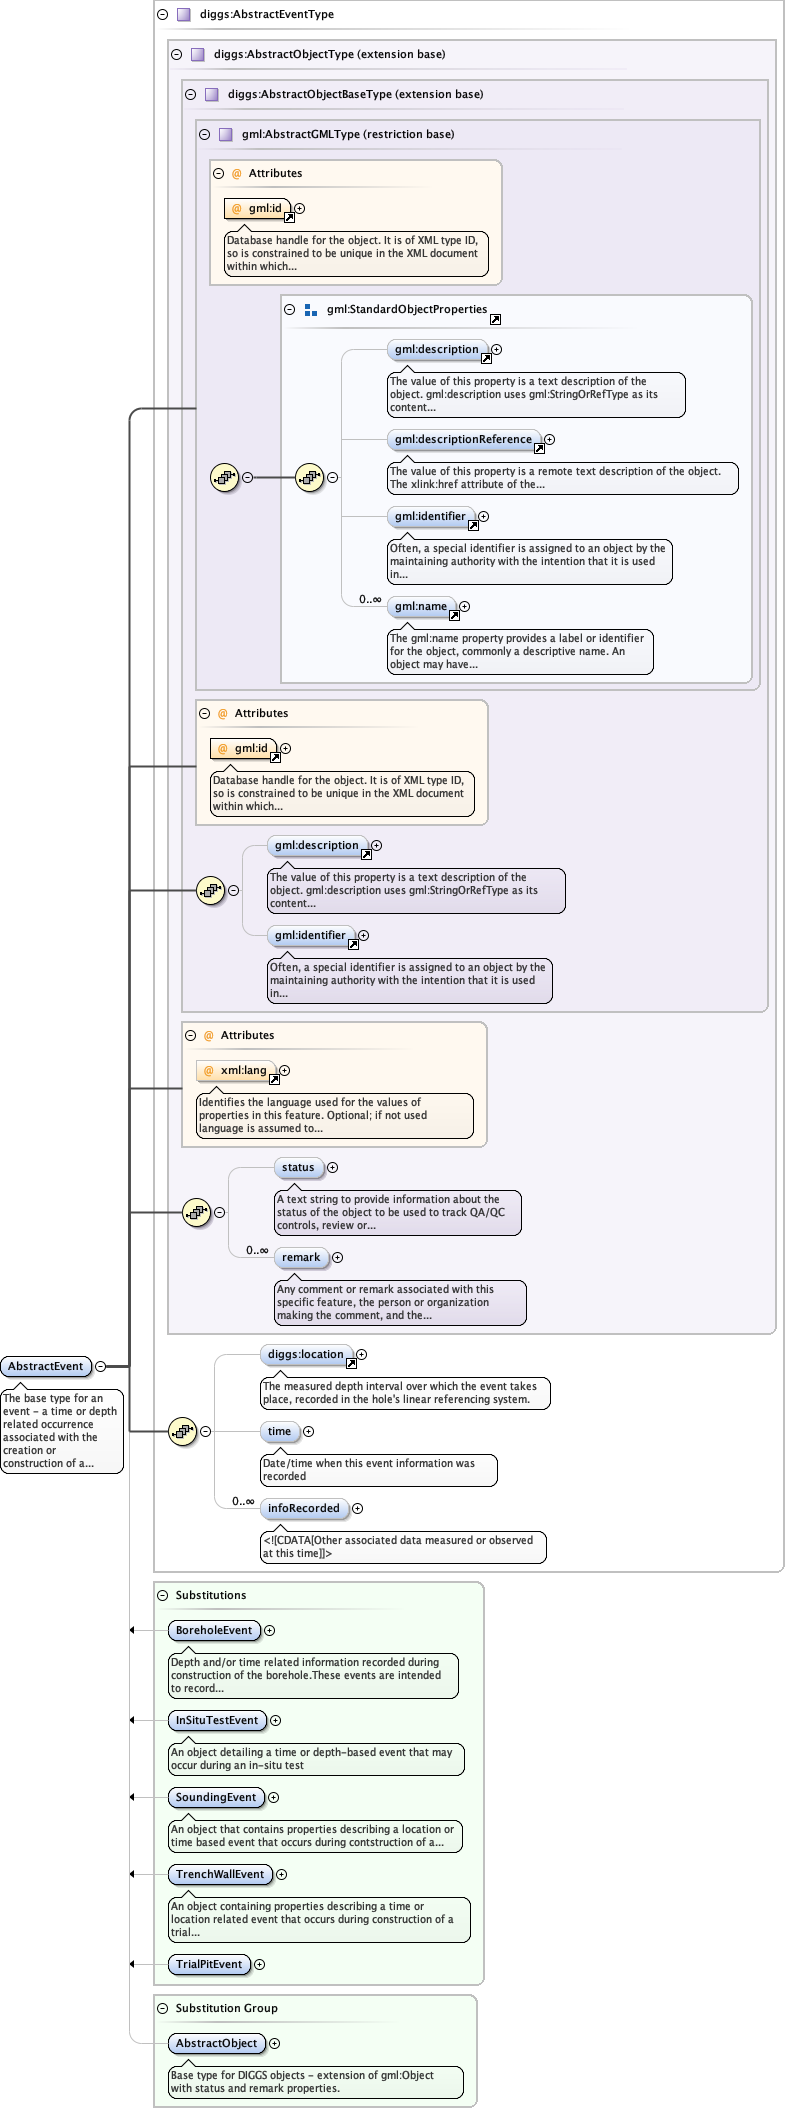 diggs:AbstractEventType
diggs:AbstractObjectType (extension base)
diggs:AbstractObjectBaseType (extension base)
gml:AbstractGMLType (restriction base)
@ Attributes
@ gml:id
Database handle for the object. It is of XML type ID,
so is constrained to be unique in the XML document
within which...
gml:StandardObjectProperties
gml:description
The value of this property is a text description of the
object. gml:description uses gml:StringOrRefType as its
content...
gml:descriptionReference
The value of this property is a remote text description of the object.
The xlink:href attribute of the...
gml:identifier
Often, a special identifier is assigned to an object by the
maintaining authority with the intention that it is used
in...
0..∞
gml:name
The gml:name property provides a label or identifier
for the object, commonly a descriptive name. An
object may have...
@ Attributes
@ gml:id
Database handle for the object. It is of XML type ID,
so is constrained to be unique in the XML document
within which...
gml:description
The value of this property is a text description of the
object. gml:description uses gml:StringOrRefType as its
content...
gml:identifier
Often, a special identifier is assigned to an object by the
maintaining authority with the intention that it is used
in...
@ Attributes
@ xml:lang
Identifies the language used for the values of
properties in this feature. Optional; if not used
language is assumed to...
status
A text string to provide information about the
status of the object to be used to track QA/QC
controls, review or...
0..∞
remark
Any comment or remark associated with this
specific feature, the person or organization
making the comment, and the...
AbstractEvent
The base type for an
event - a time or depth
related occurrence
associated with the
creation or
construction of a...
diggs:location
The measured depth interval over which the event takes
place, recorded in the hole's linear referencing system.
time
Date/time when this event information was
recorded
0..∞
infoRecorded
<![CDATA[Other associated data measured or observed
at this time]]>
Substitutions
BoreholeEvent
Depth and/or time related information recorded during
construction of the borehole.These events are intended
to record...
InSituTestEvent
An object detailing a time or depth-based event that may
occur during an in-situ test
SoundingEvent
An object that contains properties describing a location or
time based event that occurs during contstruction of a...
TrenchWallEvent
An object containing properties describing a time or
location related event that occurs during construction of a
trial...
TrialPitEvent
Substitution Group
AbstractObject
Base type for DIGGS objects - extension of gml:Object
with status and remark properties.